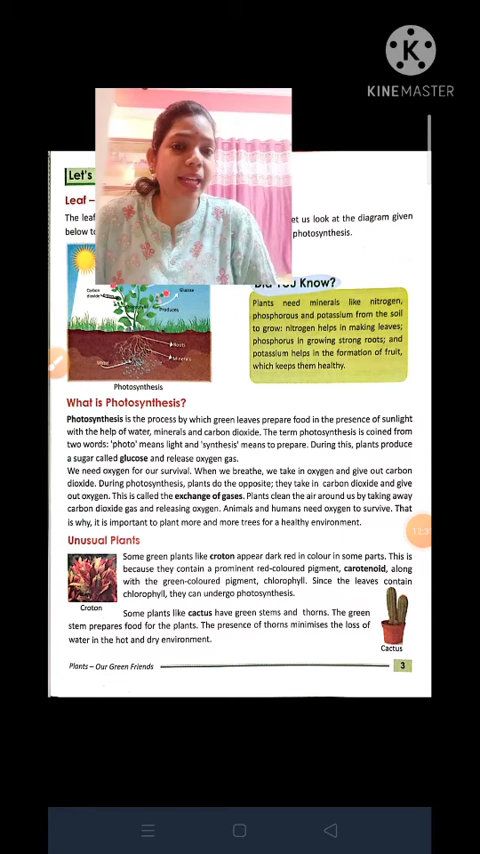 K
KINEMASTER
Let's
Leaf –
The leaf
et us look at the diagram given
below to
photosynthesis.
Did You Know?
Plants need minerals like nitrogen,
phosphorous and potassium from the soil
to grow: nitrogen helps in making leaves;
phosphorus in growing strong roots; and
potassium helps in the formation of fruit,
which keeps them healthy.
Carbon
dioxide
Glucose
Produces
Roots
Minerals
Water
Photosynthesis
What is Photosynthesis?
Photosynthesis is the process by which green leaves prepare food in the presence of sunlight
with the help of water, minerals and carbon dioxide. The term photosynthesis is coined from
two words: 'photo' means light and 'synthesis' means to prepare. During this, plants produce
a sugar called glucose and release oxygen gas.
We need oxygen for our survival. When we breathe, we take in oxygen and give out carbon
dioxide. During photosynthesis, plants do the opposite; they take in carbon dioxide and give
out oxygen. This is called the exchange of gases. Plants clean the air around us by taking away
carbon dioxide gas and releasing oxygen. Animals and humans need oxygen to survive. That
is why, it is important to plant more and more trees for a healthy environment.
Unusual Plants
Some green plants like croton appear dark red in colour in some parts. This is
because they contain a prominent red-coloured pigment, carotenoid, along
with the green-coloured pigment, chlorophyll. Since the leaves contain
chlorophyll, they can undergo photosynthesis.
Croton
Some plants like cactus have green stems and thorns. The green
stem prepares food for the plants. The presence of thorns minimises the loss of
water in the hot and dry environment.
Cactus
Plants – Our Green Friends
3